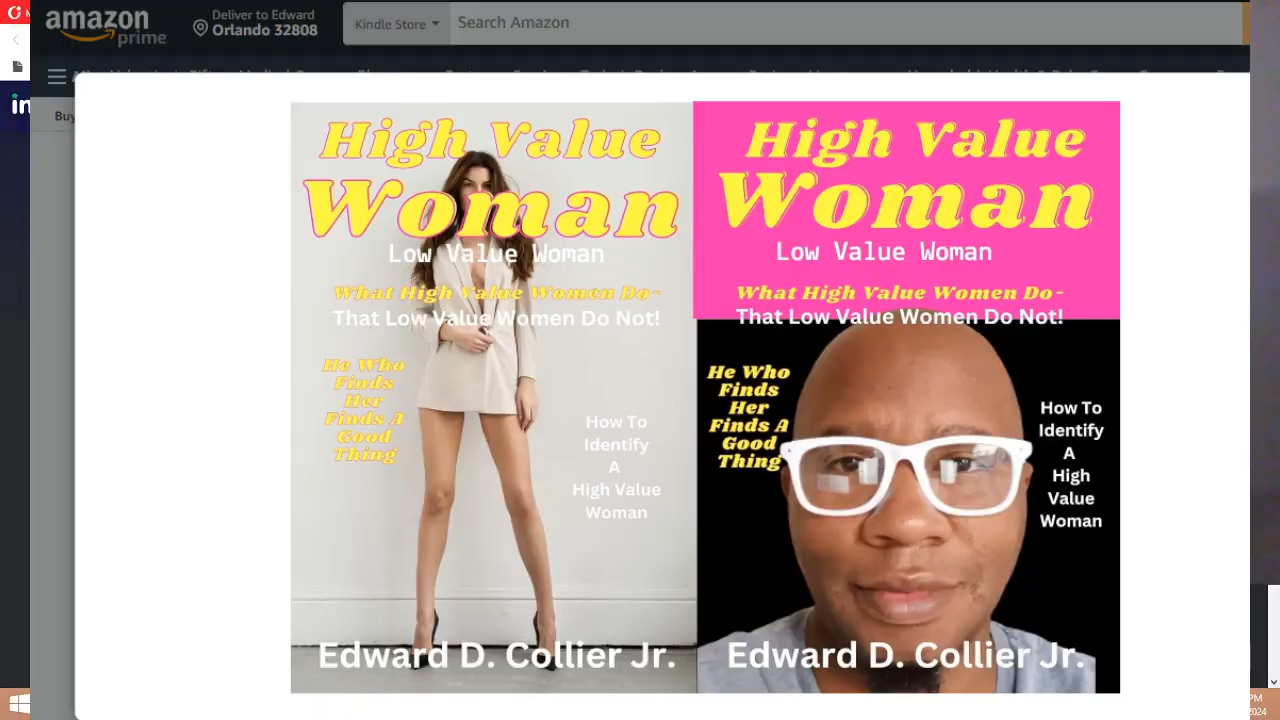 amazon
prime
Deliver to Edward
Orlando 32808
Kindle Store
Search Amazon
in
Buy
High Value
Woman
Low Value Woman
What High Value Women Do-
That Low Value Women Do Not!
He Who
Finds
Her
Finds A
Good
Thing
How To
Identify
A
High Value
Woman
Edward D. Collier Jr.
High Value
Woman
Low Value Woman
What High Value Women Do-
That Low Value Women Do Not!
He Who
Finds
Her
Finds A
Good
Thing
How To
Identify
A
High
Value
Woman
Edward D. Collier Jr.
PM
2024